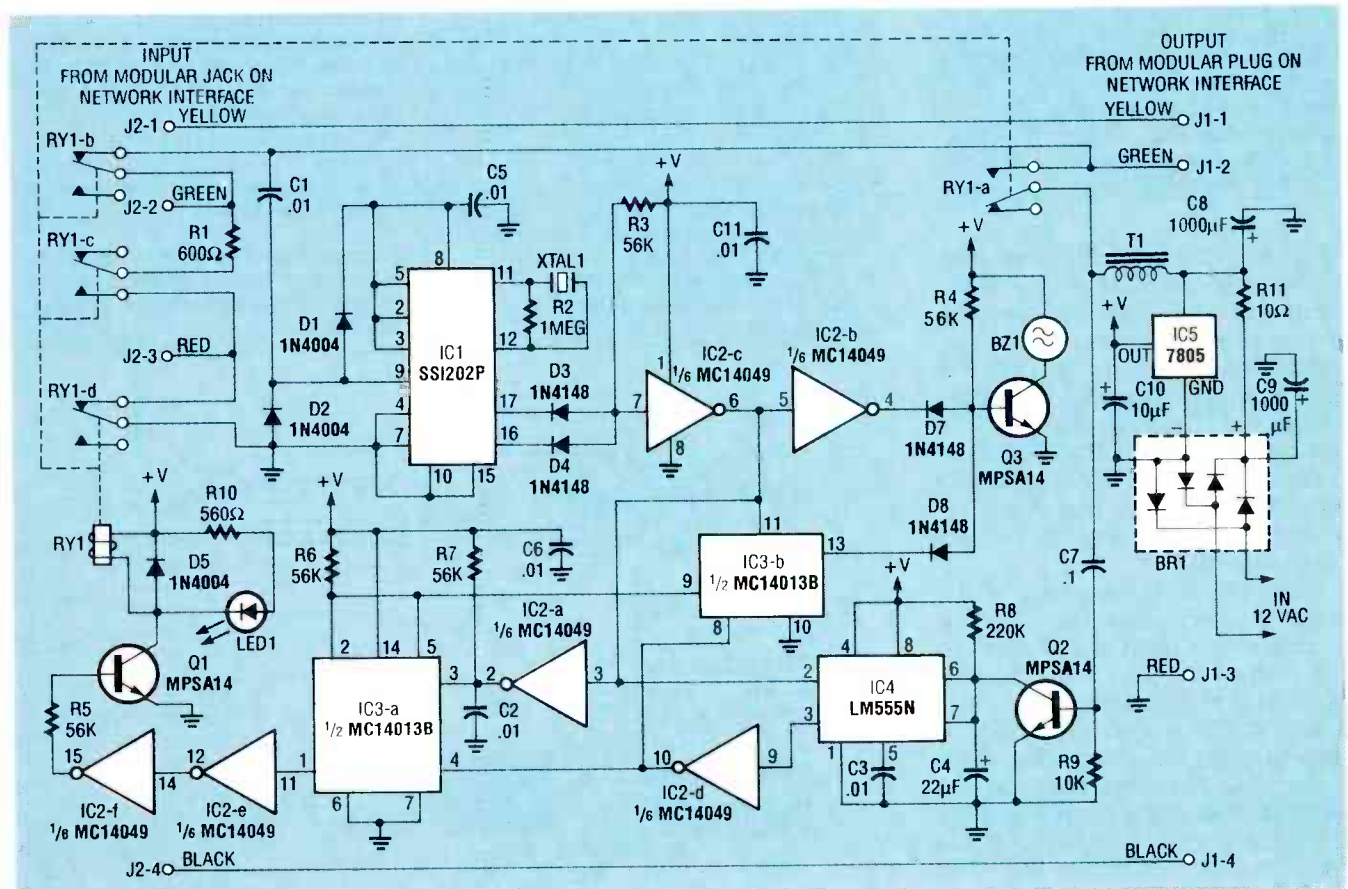 INPUT
FROM MODULAR JACK ON
NETWORK INTERFACE
YELLOW
J2-1
OUTPUT
FROM MODULAR PLUG ON
NETWORK INTERFACE
YELLOW
J1-1
RY1-b
GREEN
J1-2
J2-2
GREEN
R1
600Ω
C1
.01
C5
.01
+V
R3
56K
C11
.01
RY1-a
+V
C8
1000µF
+
RY1-c
D1
1N4004
8
5
2
3
9
4
7
11
12
17
16
10
15
IC1
SSI202P
XTAL1
R2
1MEG
D3
1N4148
D4
1N4148
IC2-c
1/6 MC14049
1
7
6
8
IC2-b
1/6 MC14049
5
4
R4
56K
BZ1
D7
1N4148
Q3
MPSA14
T1
+V
IC5
7805
OUT
GND
R11
10Ω
+
C10
10µF
C9
1000
µF
+
–
+
J2-3
RED
RY1-d
D2
1N4004
+V
R10
560Ω
RY1
D5
1N4004
LED1
Q1
MPSA14
+V
R6
56K
R7
56K
C6
.01
IC2-a
1/6 MC14049
2
3
C2
.01
IC3-b
1/2 MC14013B
11
13
9
8
10
D8
1N4148
+V
R8
220K
C7
.1
BR1
IN
12 VAC
2
14
5
3
4
1
6
7
IC3-a
1/2 MC14013B
IC4
LM555N
4
8
2
6
3
7
1
5
Q2
MPSA14
RED
J1-3
R5
56K
15
14
12
11
IC2-f
1/6 MC14049
IC2-e
1/6 MC14049
10
9
IC2-d
1/6 MC14049
C3
.01
C4
22µF
+
R9
10K
J2-4
BLACK
BLACK
J1-4